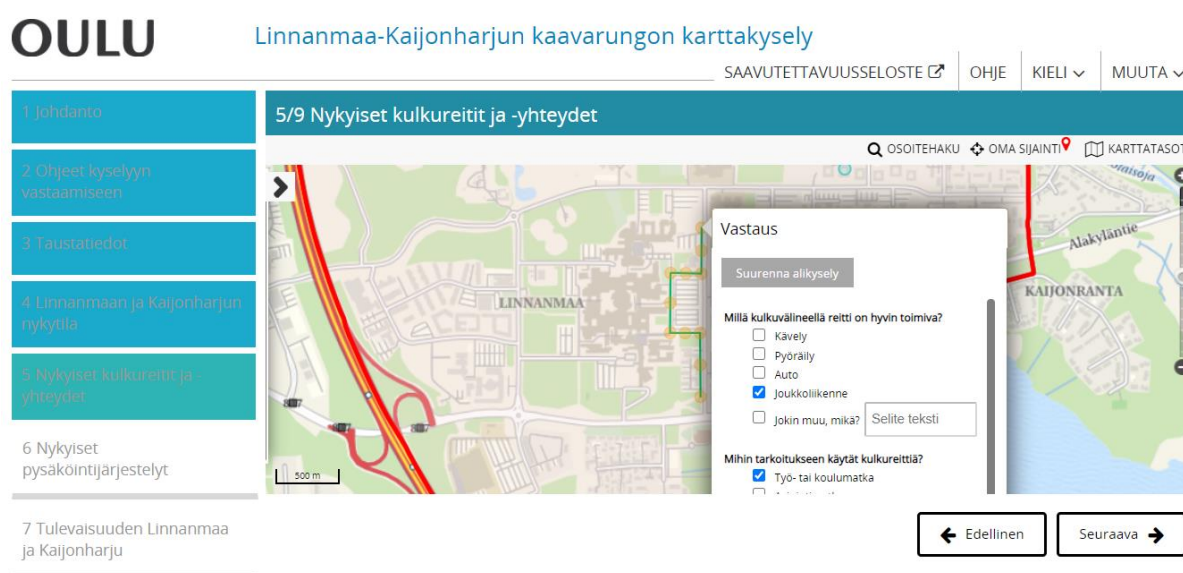 OULU
Linnanmaa-Kaijonharjun kaavarungon karttakysely
SAAVUTETTAVUUSSELOSTE
OHJE
KIELI
MUUTA
1 Johdanto
2 Ohjeet kyselyyn
vastaamiseen
3 Taustatiedot
4 Linnanmaan ja Kaijonharjun
nykytila
5 Nykyiset kulkureitit ja -
yhteydet
6 Nykyiset
pysäköintijärjestelyt
7 Tulevaisuuden Linnanmaa
ja Kaijonharju
5/9 Nykyiset kulkureitit ja -yhteydet
OSOITEHAKU
OMA SIJAINTI
KARTTATASOT
LINNANMAA
Alakyläntie
KAIJONRANTA
500 m
Vastaus
Suurenna alikysely
Millä kulkuvälineellä reitti on hyvin toimiva?
Kävely
Pyöräily
Auto
Joukkoliikenne
Jokin muu, mikä? Selite teksti
Mihin tarkoitukseen käytät kulkureittiä?
Työ- tai koulumatka
Edellinen
Seuraava